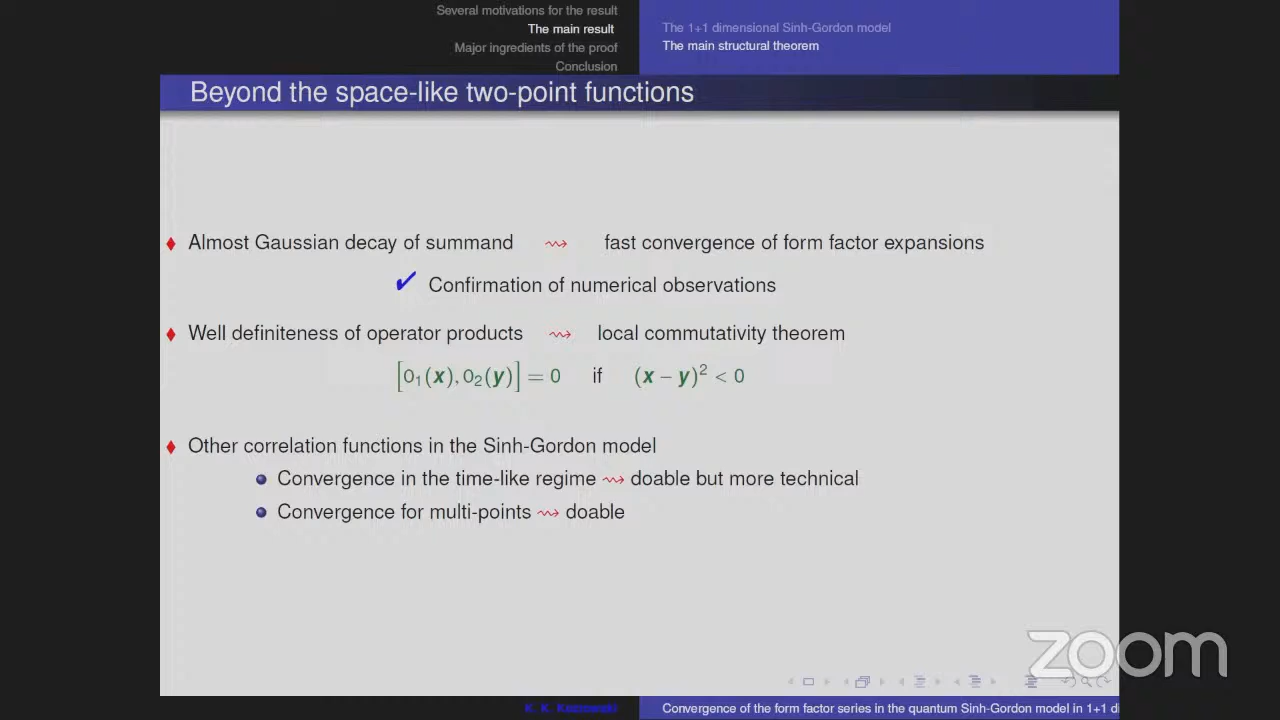 Several motivations for the result
The main result
Major ingredients of the proof
Conclusion
The 1+1 dimensional Sinh-Gordon model
The main structural theorem
Beyond the space-like two-point functions
Almost Gaussian decay of summand ⇝ fast convergence of form factor expansions
✔ Confirmation of numerical observations
Well definiteness of operator products ⇝ local commutativity theorem
[O₁(x), O₂(y)] = 0 if (x − y)² < 0
Other correlation functions in the Sinh-Gordon model
Convergence in the time-like regime ⇝ doable but more technical
Convergence for multi-points ⇝ doable
zoom
K. K. Kozlowski
Convergence of the form factor series in the quantum Sinh-Gordon model in 1+1 di